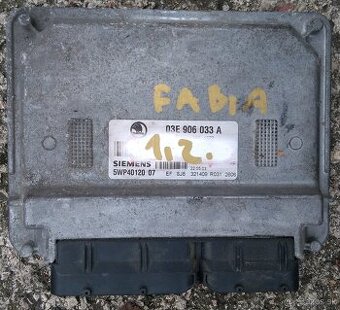 FABIA
03E 906 033 A
SIEMENS
1,2.
5WP40120 07